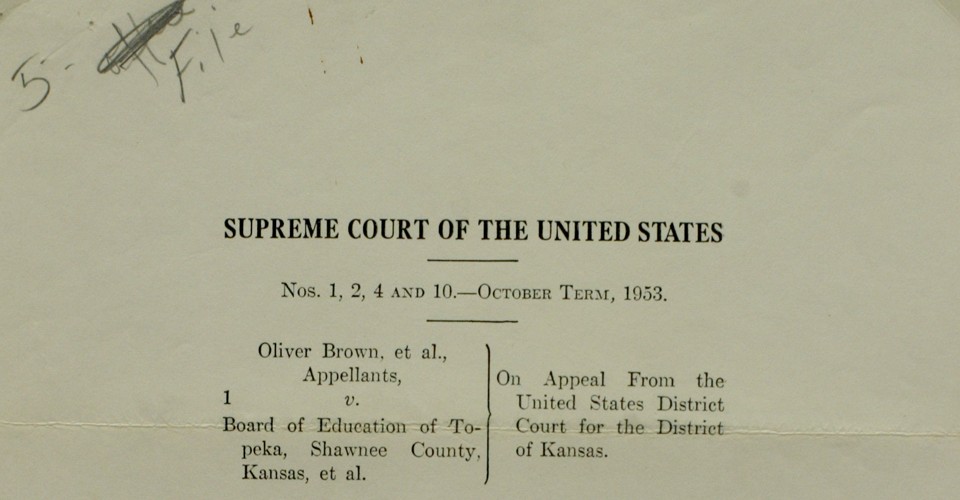 5- File
SUPREME COURT OF THE UNITED STATES
Nos. 1, 2, 4 AND 10.—OCTOBER TERM, 1953.
Oliver Brown, et al.,
Appellants,
1 v.
Board of Education of To-
peka, Shawnee County,
Kansas, et al.
On Appeal From the
United States District
Court for the District
of Kansas.